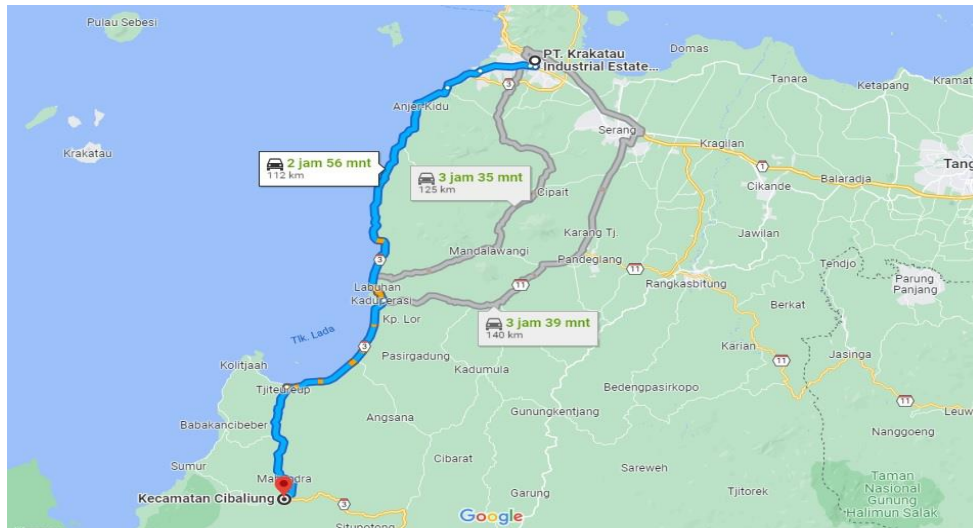 Pulau Sebesi
PT. Krakatau
Industrial Estate...
Domas
Tanara
Ketapang
Kramat
3
Anjer-Kidu
Serang
Kragilan
Krakatau
2 jam 56 mnt
112 km
3 jam 35 mnt
125 km
Cipait
1
Tang
Balaradja
Cikande
Jawilan
Karang Tj.
Mandalawangi
3
Pandeglang
11
Tendjo
Parung
Panjang
11
Rangkasbitung
Labuhan
Kaduperasi
Kp. Lor
3 jam 39 mnt
140 km
Berkat
Tlk. Lada
3
Karian
11
Jasinga
Pasirgadung
Kolitjaah
Kadumula
Tjiteureup
Bedengpasirkopo
11
Leuw
Babakancibeber
Angsana
Gunungkentjang
Nanggoeng
Cibarat
Sumur
Sareweh
Kecamatan Cibaliung
3
Garung
Tjitorek
Taman
Nasional
Gunung
Halimun Salak
Google
Situpotong